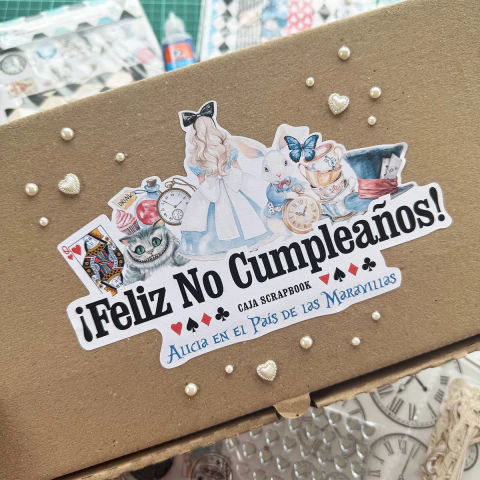 ¡Feliz No Cumpleaños!
CAJA SCRAPBOOK
Alicia en el País de las Maravillas